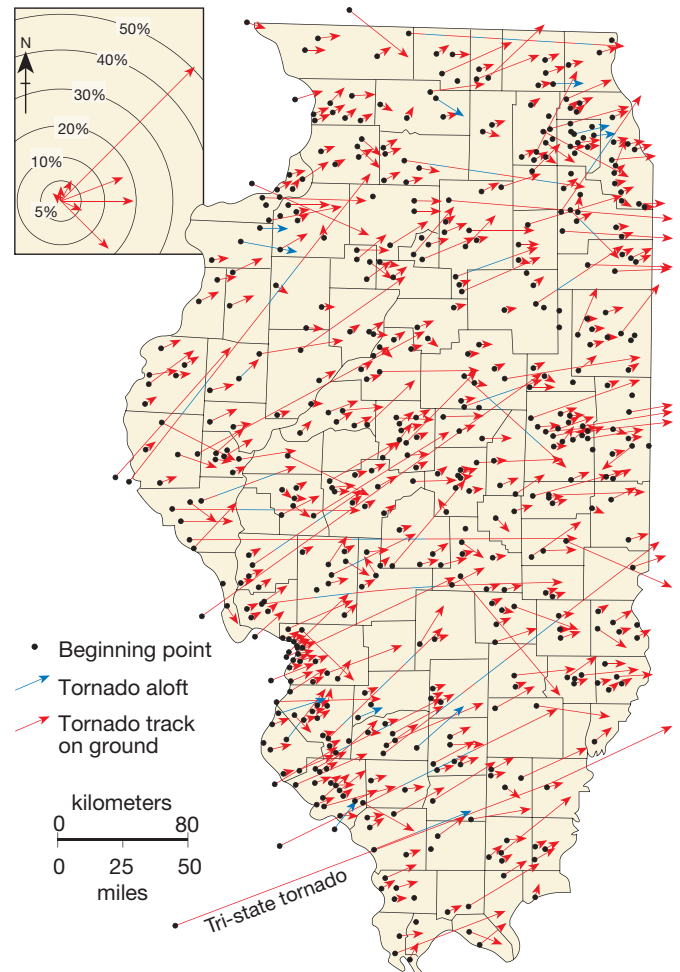 50%
N
40%
30%
20%
10%
5%
Beginning point
Tornado aloft
Tornado track
on ground
kilometers
0 80
0 25 50
miles
Tri-state tornado